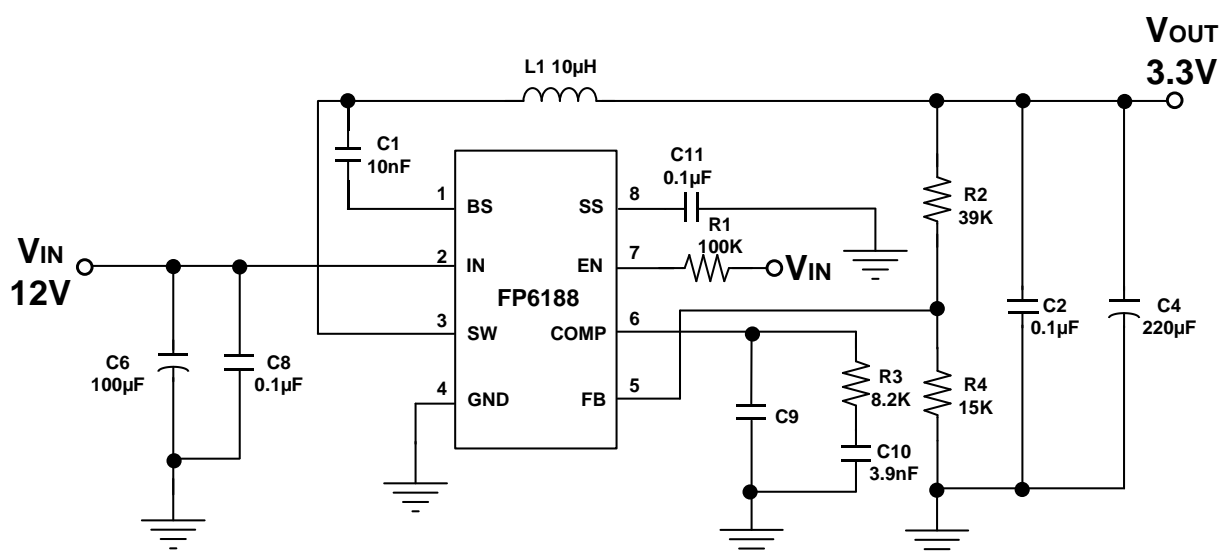 VOUT
3.3V
L1 10µH
C1
10nF
C11
0.1µF
1
BS
SS
8
R2
39K
R1
100K
VIN
12V
2
IN
EN
7
VIN
FP6188
3
SW
COMP
6
C2
0.1µF
C4
220µF
C6
100µF
C8
0.1µF
4
GND
FB
5
R3
8.2K
R4
15K
C9
C10
3.9nF